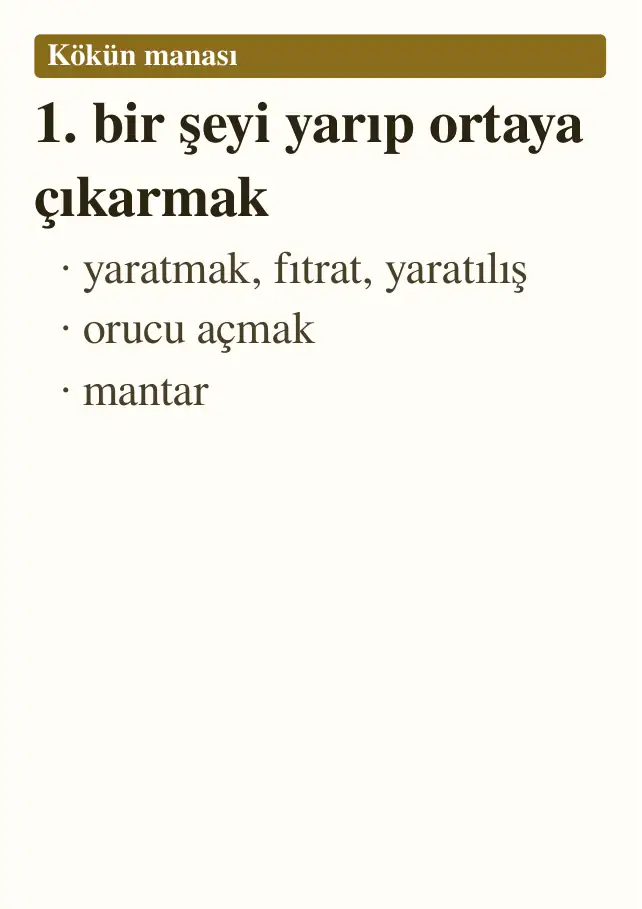 Kökün manası
1. bir şeyi yarıp ortaya
çıkarmak
· yaratmak, fıtrat, yaratılış
· orucu açmak
· mantar